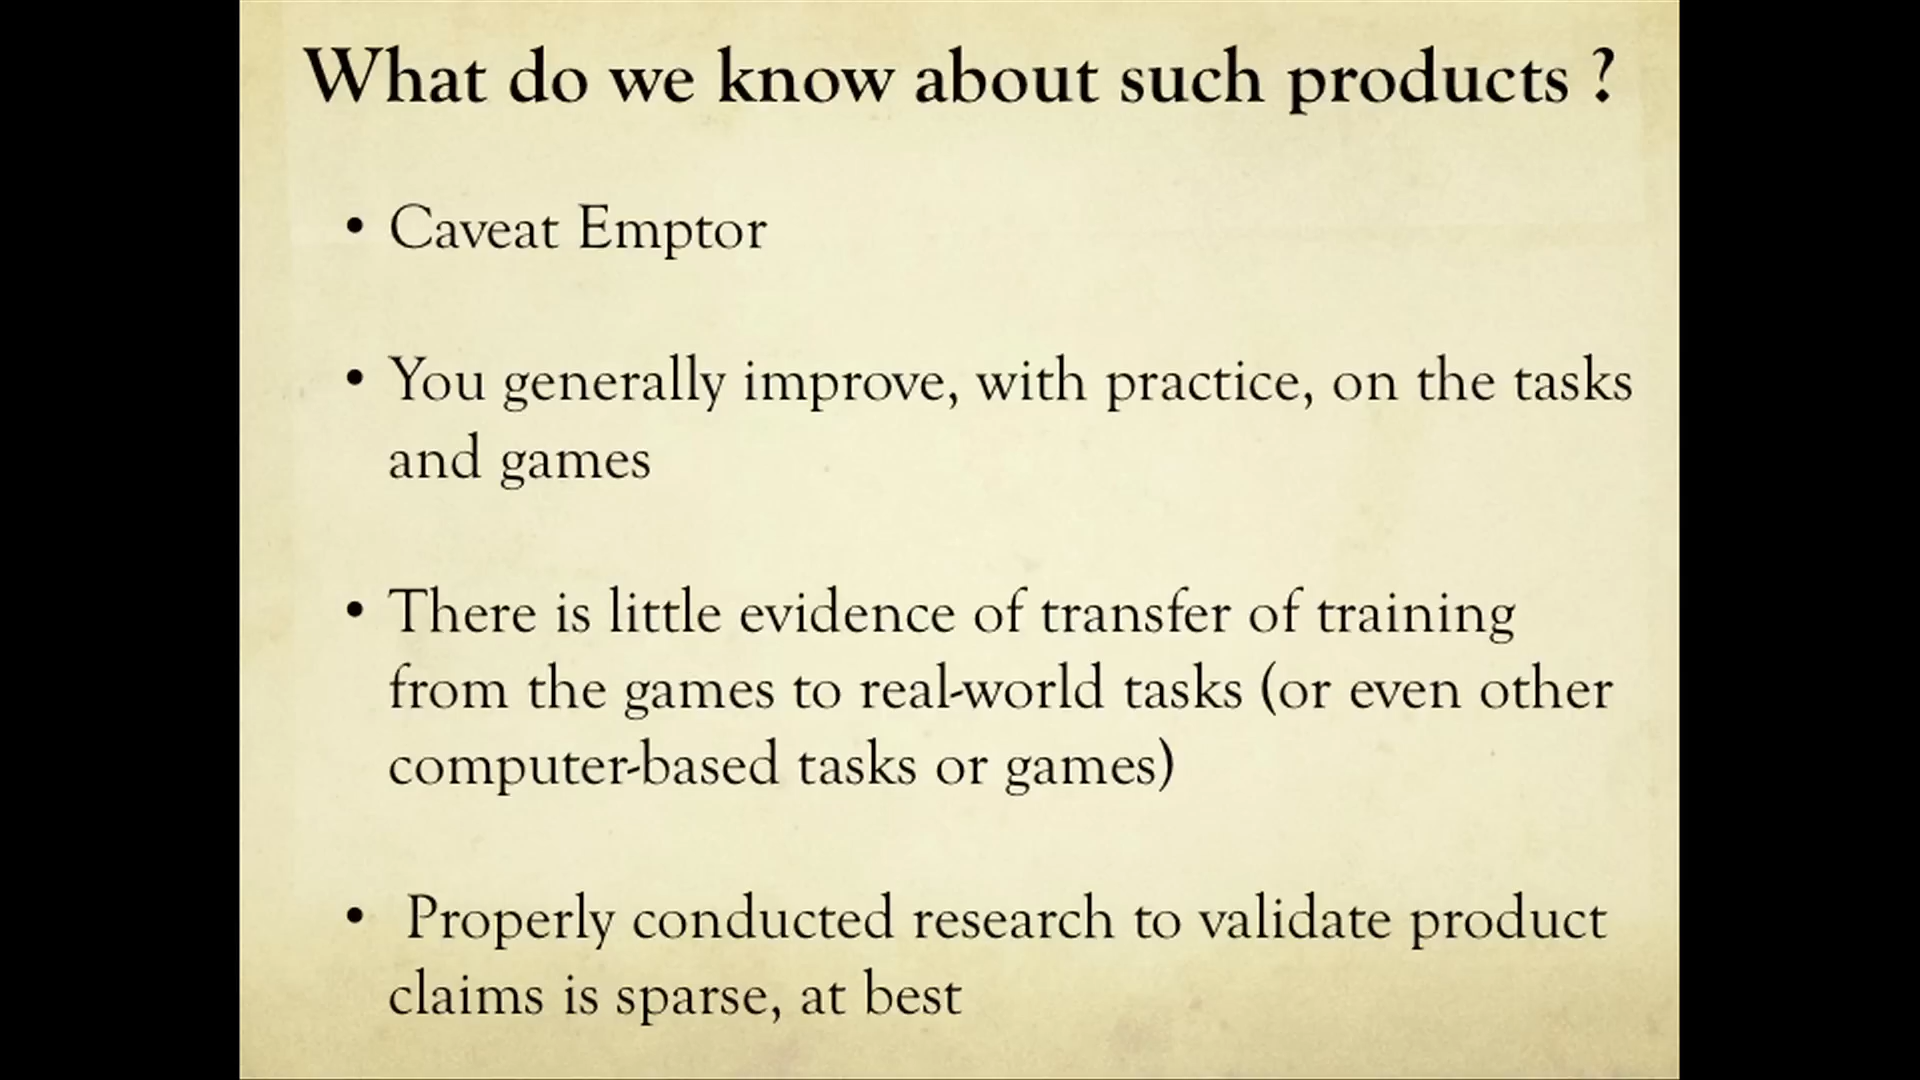 What do we know about such products ?
• Caveat Emptor
• You generally improve, with practice, on the tasks
and games
• There is little evidence of transfer of training
from the games to real-world tasks (or even other
computer-based tasks or games)
• Properly conducted research to validate product
claims is sparse, at best